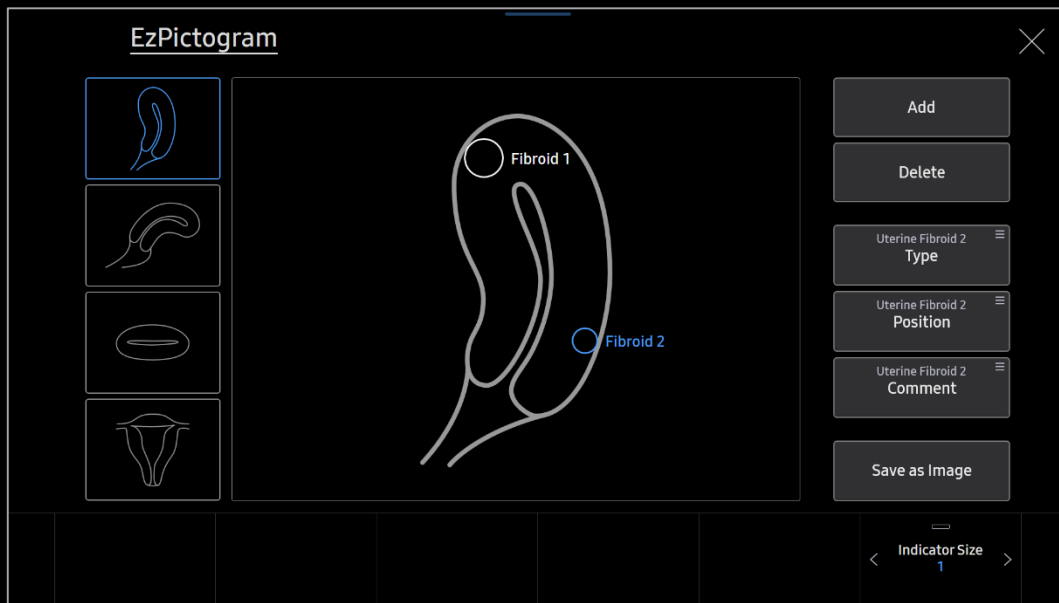 EzPictogram
Fibroid 1
Fibroid 2
Add
Delete
Uterine Fibroid 2
Type
Uterine Fibroid 2
Position
Uterine Fibroid 2
Comment
Save as Image
Indicator Size
1